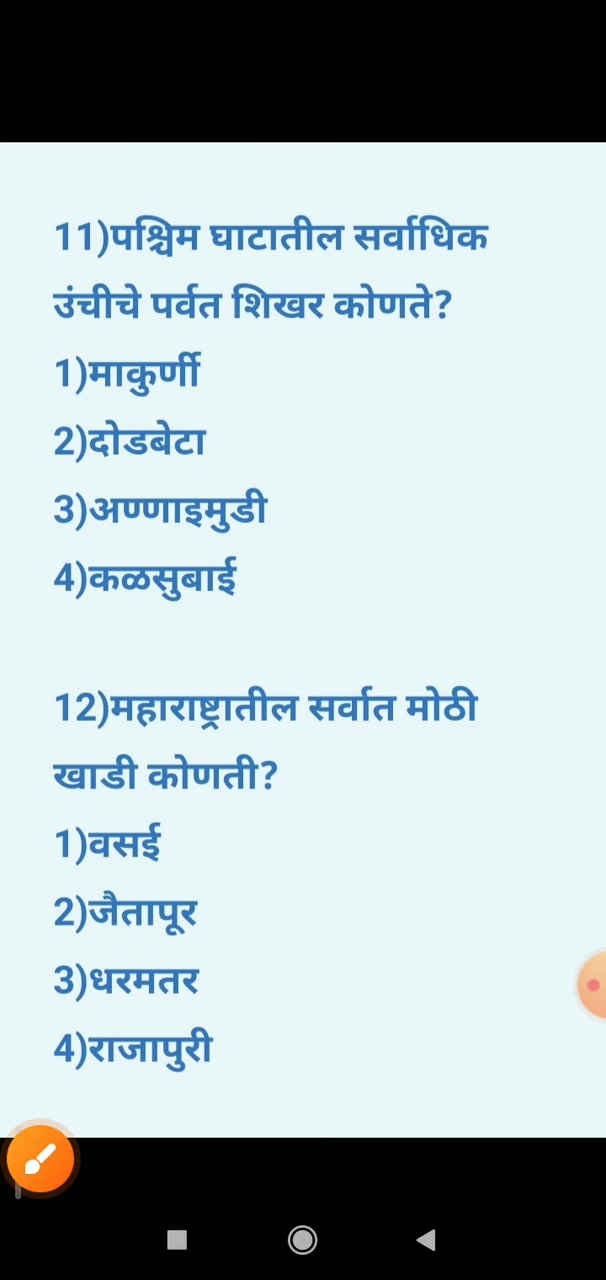 11)पश्चिम घाटातील सर्वाधिक
उंचीचे पर्वत शिखर कोणते?
1)माकुर्णी
2)दोडबेटा
3)अण्णाइमुडी
4)कळसुबाई
12)महाराष्ट्रातील सर्वात मोठी
खाडी कोणती?
1)वसई
2)जैतापूर
3)धरमतर
4)राजापुरी